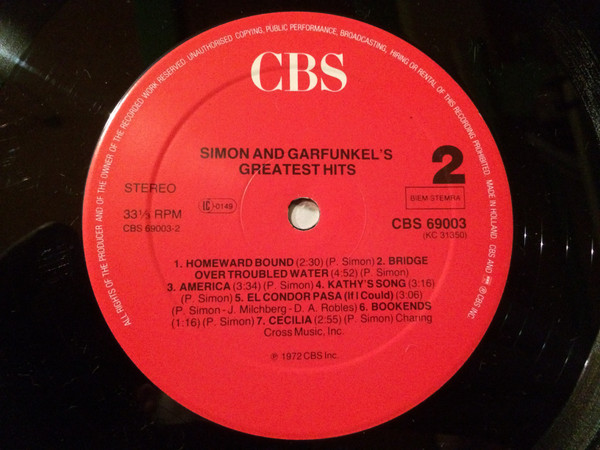 ALL RIGHTS OF THE PRODUCER AND OF THE OWNER OF THE RECORDED WORK RESERVED. UNAUTHORISED COPYING, PUBLIC PERFORMANCE, BROADCASTING, HIRING OR RENTAL OF THIS RECORDING PROHIBITED. MADE IN HOLLAND. CBS AND ARE ® CBS INC.
CBS
SIMON AND GARFUNKEL'S
GREATEST HITS
2
STEREO
33⅓ RPM
CBS 69003-2
LC -0149
BIEM-STEMRA
CBS 69003
(KC 31350)
1. HOMEWARD BOUND (2:30) (P. Simon) 2. BRIDGE
OVER TROUBLED WATER (4:52) (P. Simon)
3. AMERICA (3:34) (P. Simon) 4. KATHY'S SONG (3:16)
(P. Simon) 5. EL CONDOR PASA (If I Could) (3:06)
(P. Simon - J. Milchberg - D. A. Robles) 6. BOOKENDS
(1:16) (P. Simon) 7. CECILIA (2:55) (P. Simon) Charing
Cross Music, Inc.
℗ 1972 CBS Inc.